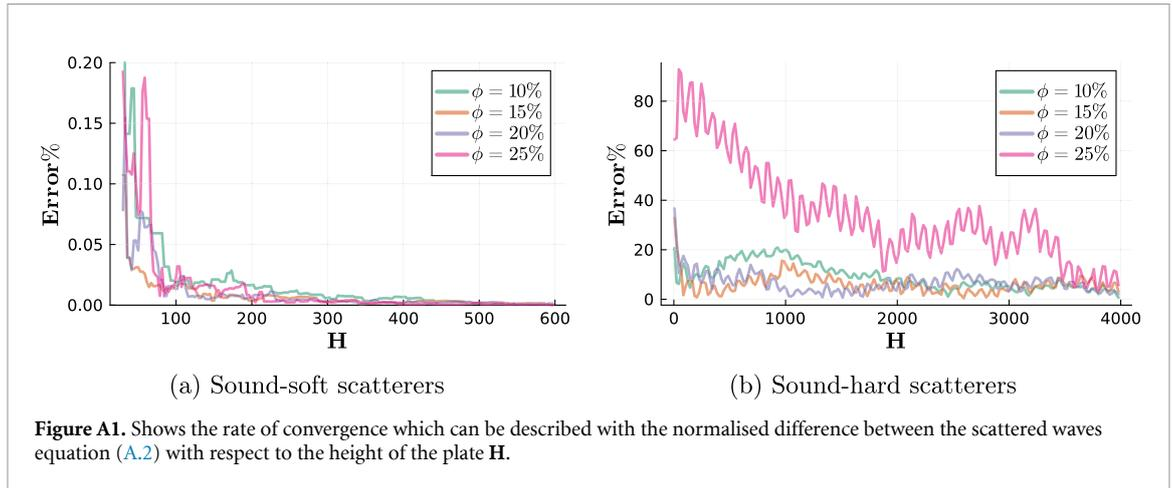 0.20
0.15
0.10
0.05
0.00
Error%
100 200 300 400 500 600
H
ϕ = 10%
ϕ = 15%
ϕ = 20%
ϕ = 25%
(a) Sound-soft scatterers
80
60
40
20
0
Error%
0 1000 2000 3000 4000
H
ϕ = 10%
ϕ = 15%
ϕ = 20%
ϕ = 25%
(b) Sound-hard scatterers
Figure A1. Shows the rate of convergence which can be described with the normalised difference between the scattered waves
equation (A.2) with respect to the height of the plate H.